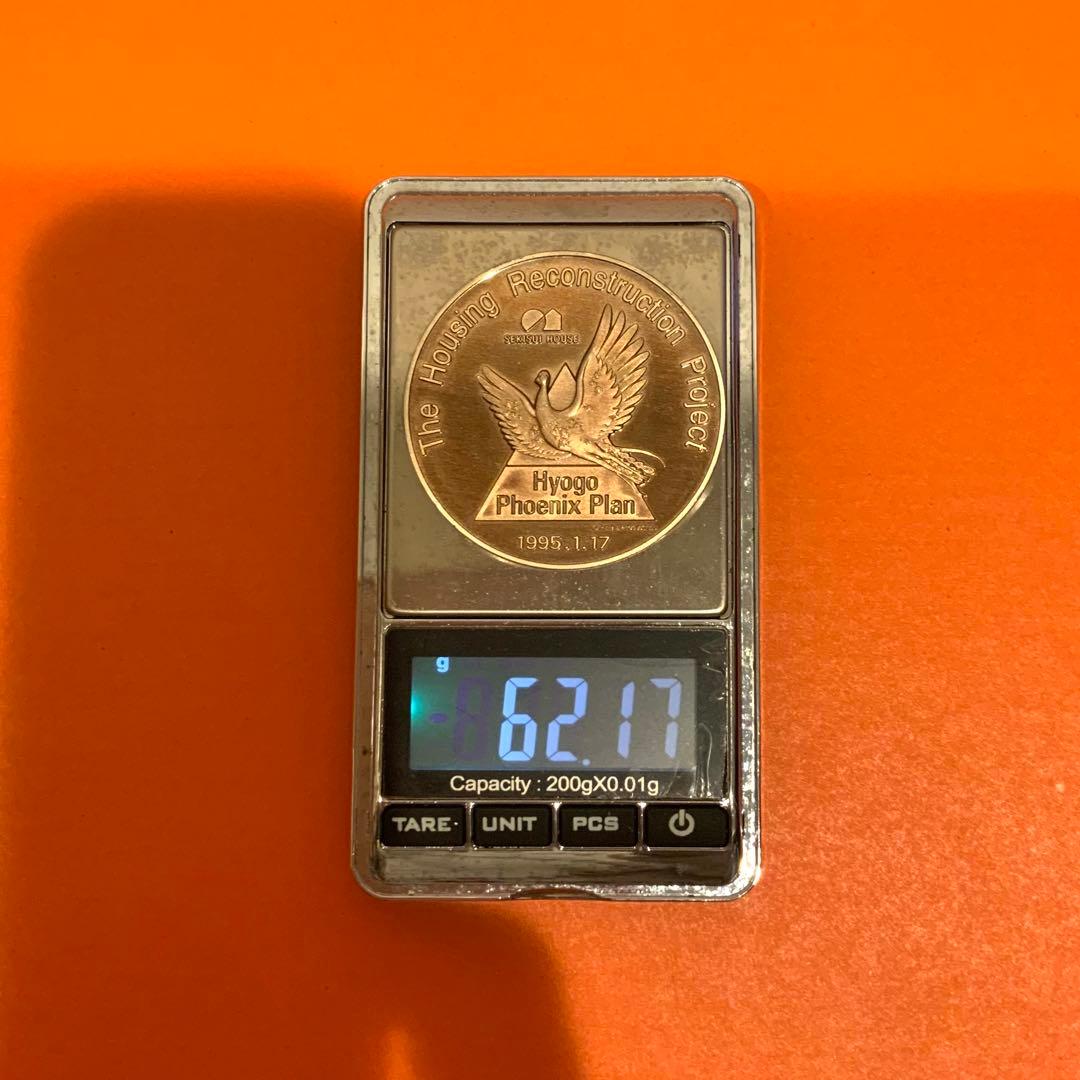 The Housing Reconstruction Project
SEKISUI HOUSE
Hyogo
Phoenix Plan
1995.1.17
g
62.17
Capacity : 200gX0.01g
TARE UNIT PCS